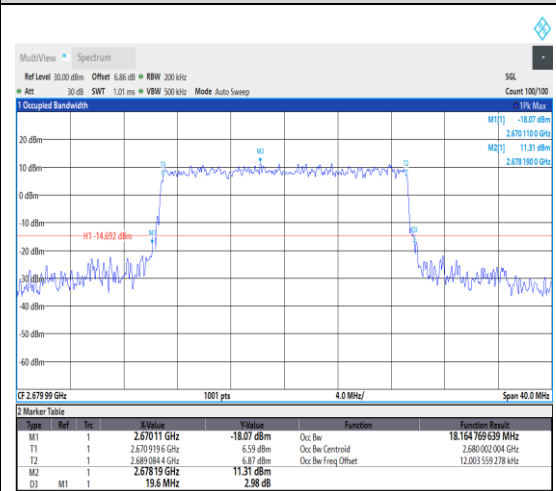 MultiView Spectrum
Ref Level 30.00 dBm Offset 6.86 dB RBW 200 kHz SGL
Att 30 dB SWT 1.01 ms VBW 500 kHz Mode Auto Sweep Count 100/100
1 Occupied Bandwidth 1Pk Max
M1[1] -18.07 dBm
2.670 110 0 GHz
M2[1] 11.31 dBm
2.678 190 0 GHz
20 dBm
10 dBm
0 dBm
-10 dBm
-20 dBm
-30 dBm
-40 dBm
-50 dBm
-60 dBm
T1
M2
T2
M1
D3
H1 -14.692 dBm
CF 2.679 99 GHz 1001 pts 4.0 MHz/ Span 40.0 MHz
2 Marker Table
Type Ref Trc X-Value Y-Value Function Function Result
M1 1 2.670 11 GHz -18.07 dBm Occ Bw 18.164 769 639 MHz
T1 1 2.670 919 6 GHz 6.59 dBm Occ Bw Centroid 2.680 002 004 GHz
T2 1 2.689 084 4 GHz 6.87 dBm Occ Bw Freq Offset 12.003 559 278 kHz
M2 1 2.678 19 GHz 11.31 dBm
D3 M1 1 19.6 MHz 2.98 dB